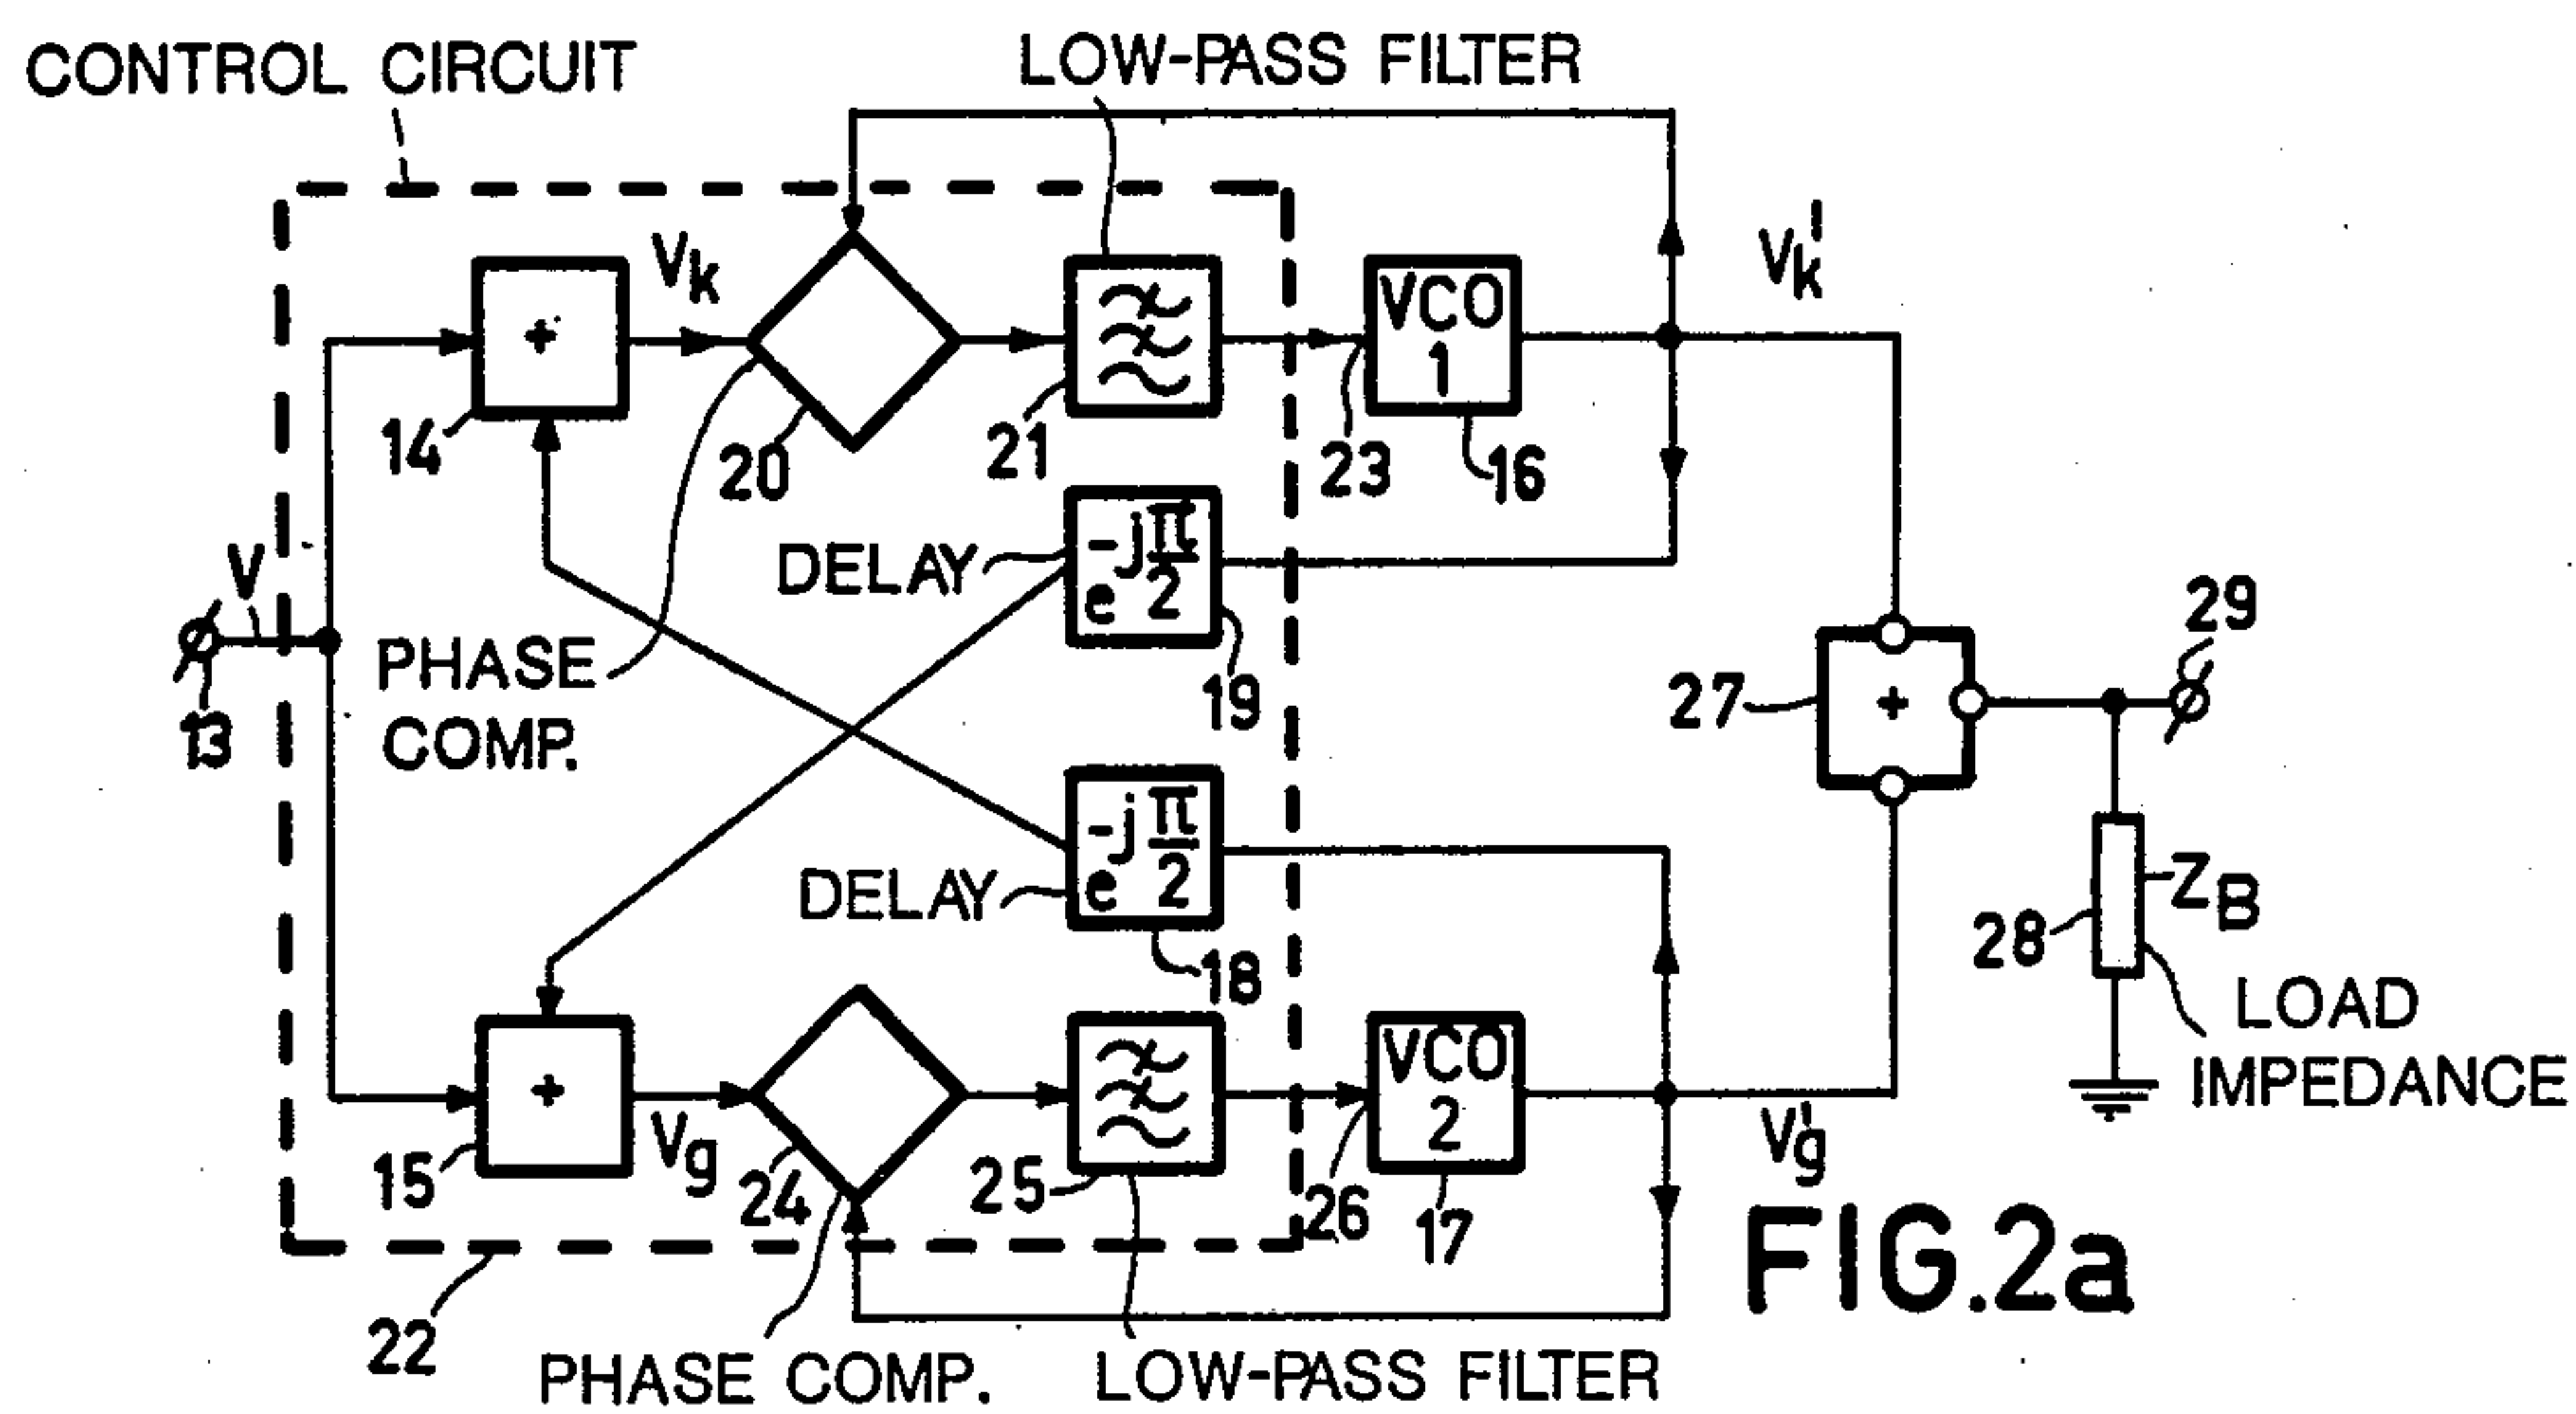 CONTROL CIRCUIT
LOW-PASS FILTER
Vk
Vk'
+
VCO
1
14
20
21
23
16
DELAY
e-jπ/2
V
13
PHASE
COMP.
19
27
+
29
e-jπ/2
DELAY
18
28
ZB
LOAD
IMPEDANCE
+
VCO
2
15
Vg
24
25
26
17
Vg'
FIG.2a
22
PHASE COMP.
LOW-PASS FILTER